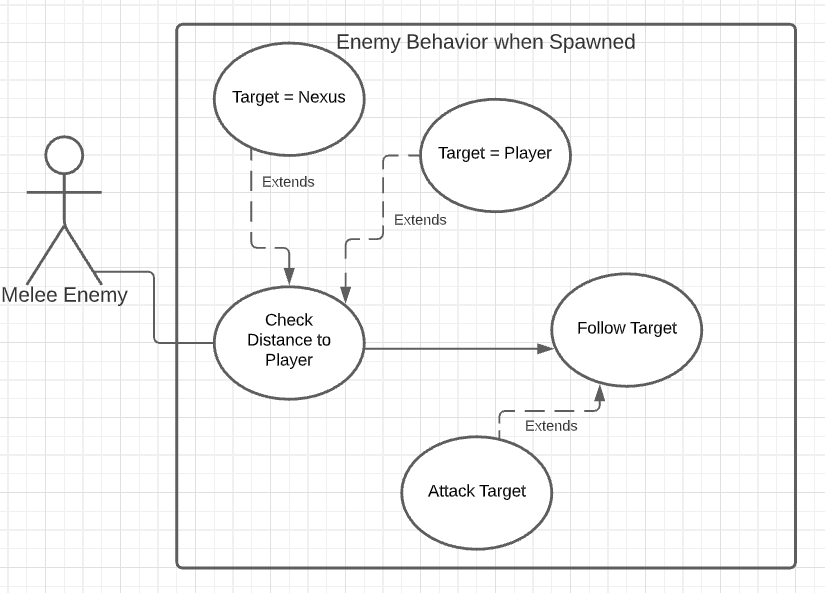 Enemy Behavior when Spawned
Target = Nexus
Target = Player
Extends
Extends
Melee Enemy
Check
Distance to
Player
Follow Target
Extends
Attack Target